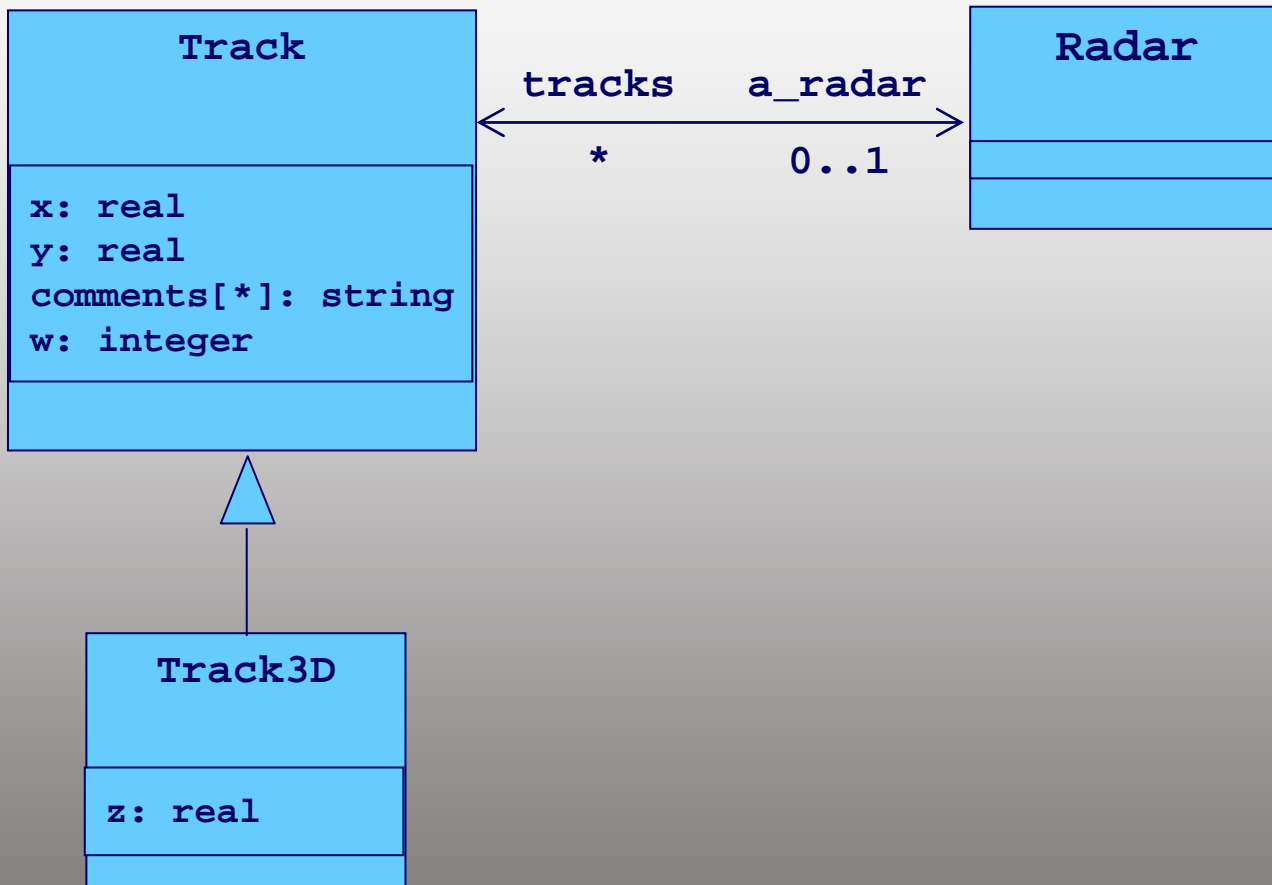 Track
x: real
y: real
comments[*]: string
w: integer
tracks a_radar
* 0..1
Radar
Track3D
z: real